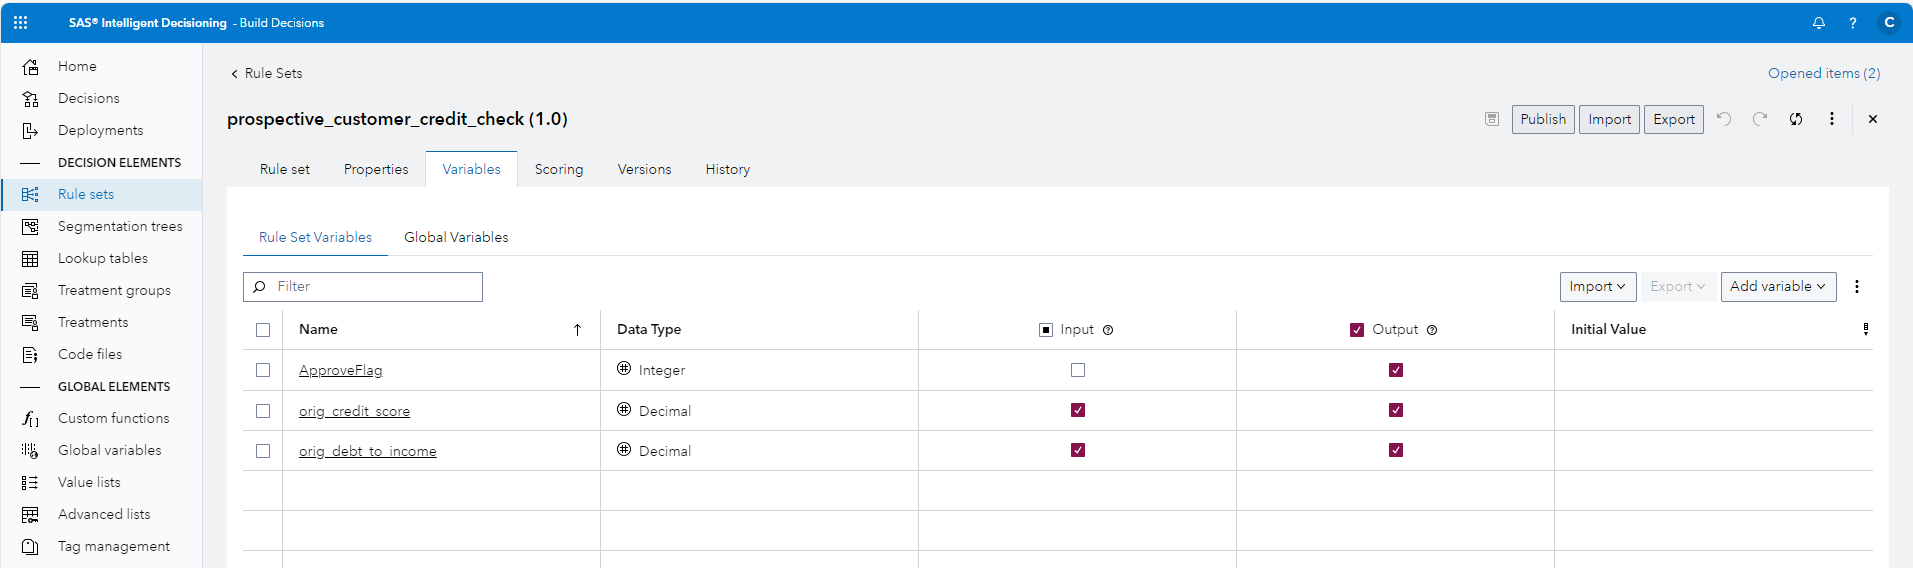 SAS® Intelligent Decisioning - Build Decisions
? C
Home
Decisions
Deployments
DECISION ELEMENTS
Rule sets
Segmentation trees
Lookup tables
Treatment groups
Treatments
Code files
GLOBAL ELEMENTS
Custom functions
Global variables
Value lists
Advanced lists
Tag management
Rule Sets
Opened items (2)
prospective_customer_credit_check (1.0)
Publish Import Export
Rule set Properties Variables Scoring Versions History
Rule Set Variables Global Variables
Filter
Import Export Add variable
Name Data Type Input Output Initial Value
ApproveFlag Integer
orig_credit_score Decimal
orig_debt_to_income Decimal